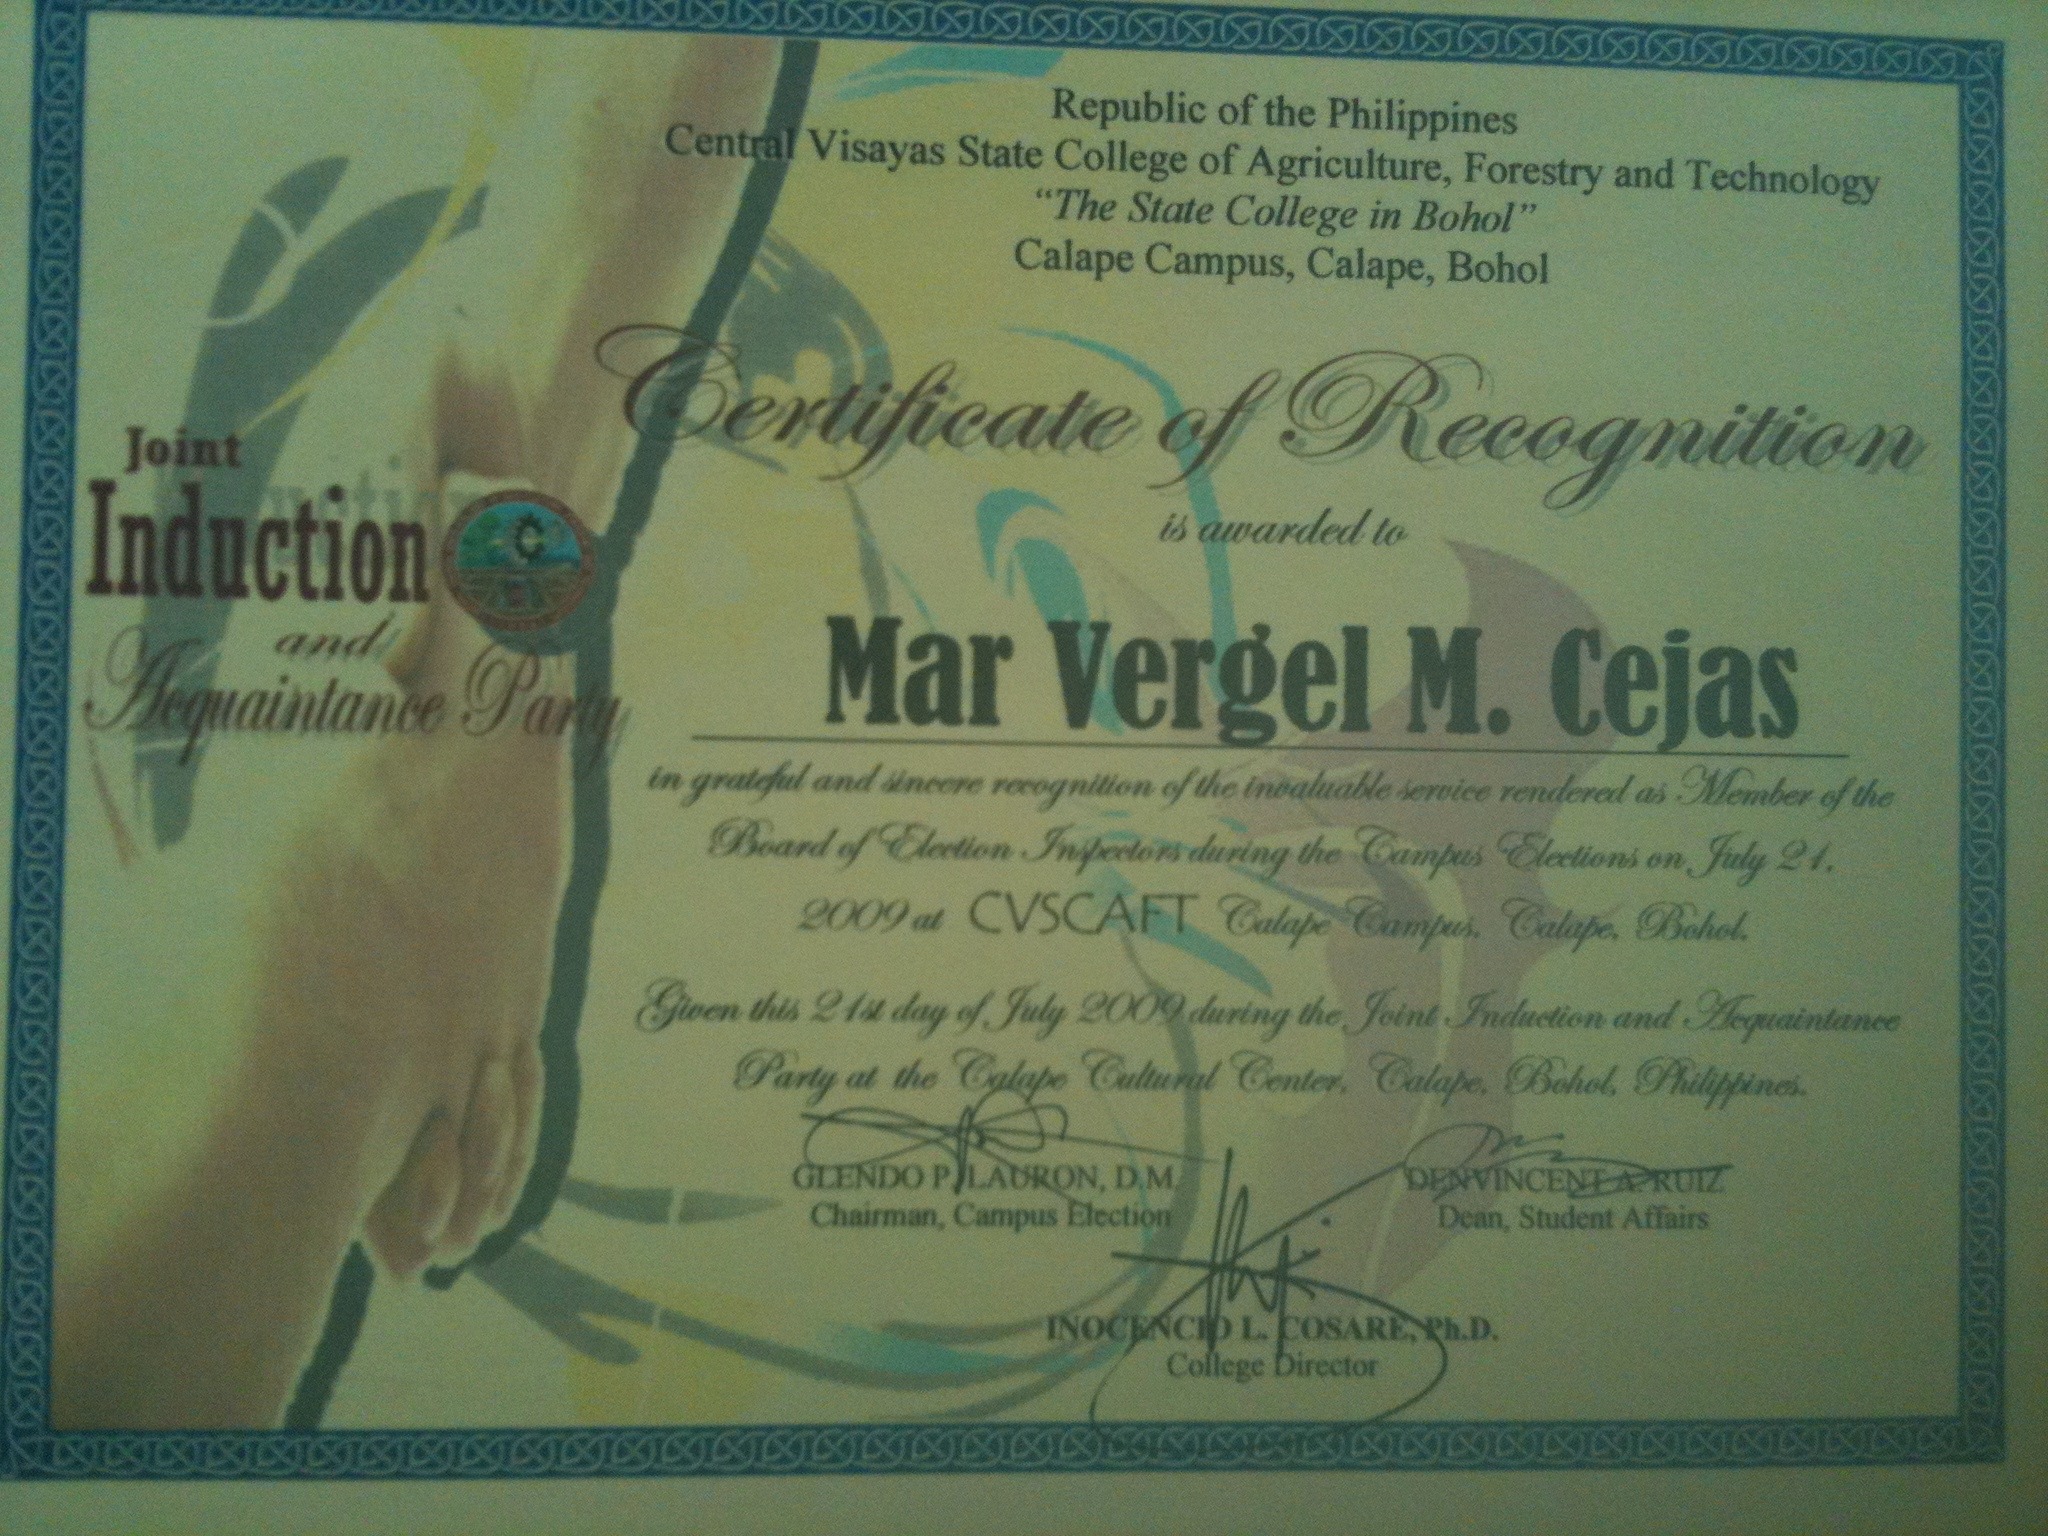 Republic of the Philippines
Central Visayas State College of Agriculture, Forestry and Technology
"The State College in Bohol"
Calape Campus, Calape, Bohol
Certificate of Recognition
is awarded to
Joint
Induction
and
Acquaintance Party
Mar Vergel M. Cejas
in grateful and sincere recognition of the invaluable service rendered as Member of the
Board of Election Inspectors during the Campus Elections on July 21,
2009 at CVSCAFT Calape Campus, Calape, Bohol.
Given this 21st day of July 2009 during the Joint Induction and Acquaintance
Party at the Calape Cultural Center, Calape, Bohol, Philippines.
GLENDO P. LAURON, D.M.
Chairman, Campus Election
DENVINCENT A. RUIZ
Dean, Student Affairs
INOCENCIO L. COSARE, Ph.D.
College Director